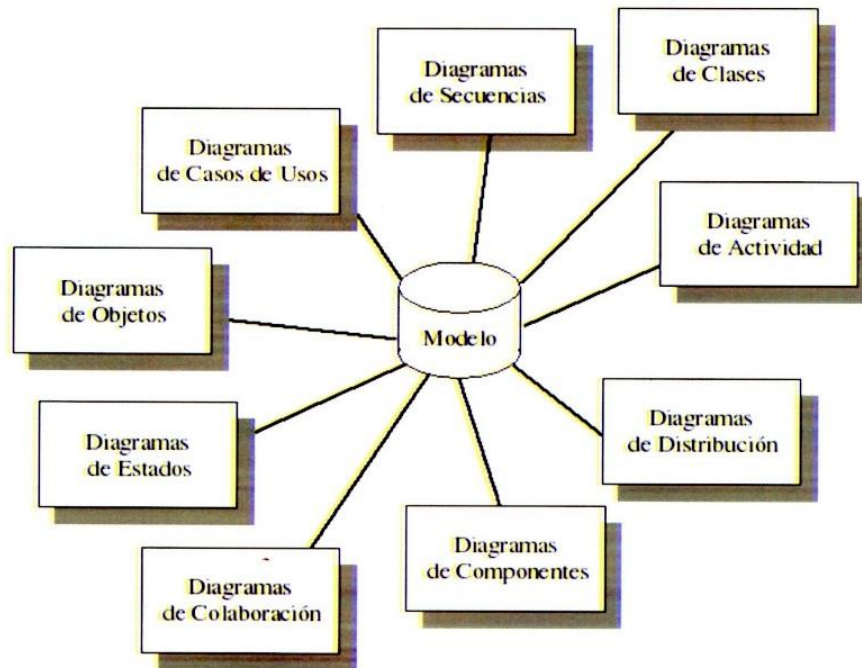 Diagramas
de Secuencias
Diagramas
de Clases
Diagramas
de Casos de Usos
Diagramas
de Actividad
Diagramas
de Objetos
Modelo
Diagramas
de Estados
Diagramas
de Distribución
Diagramas
de Colaboración
Diagramas
de Componentes